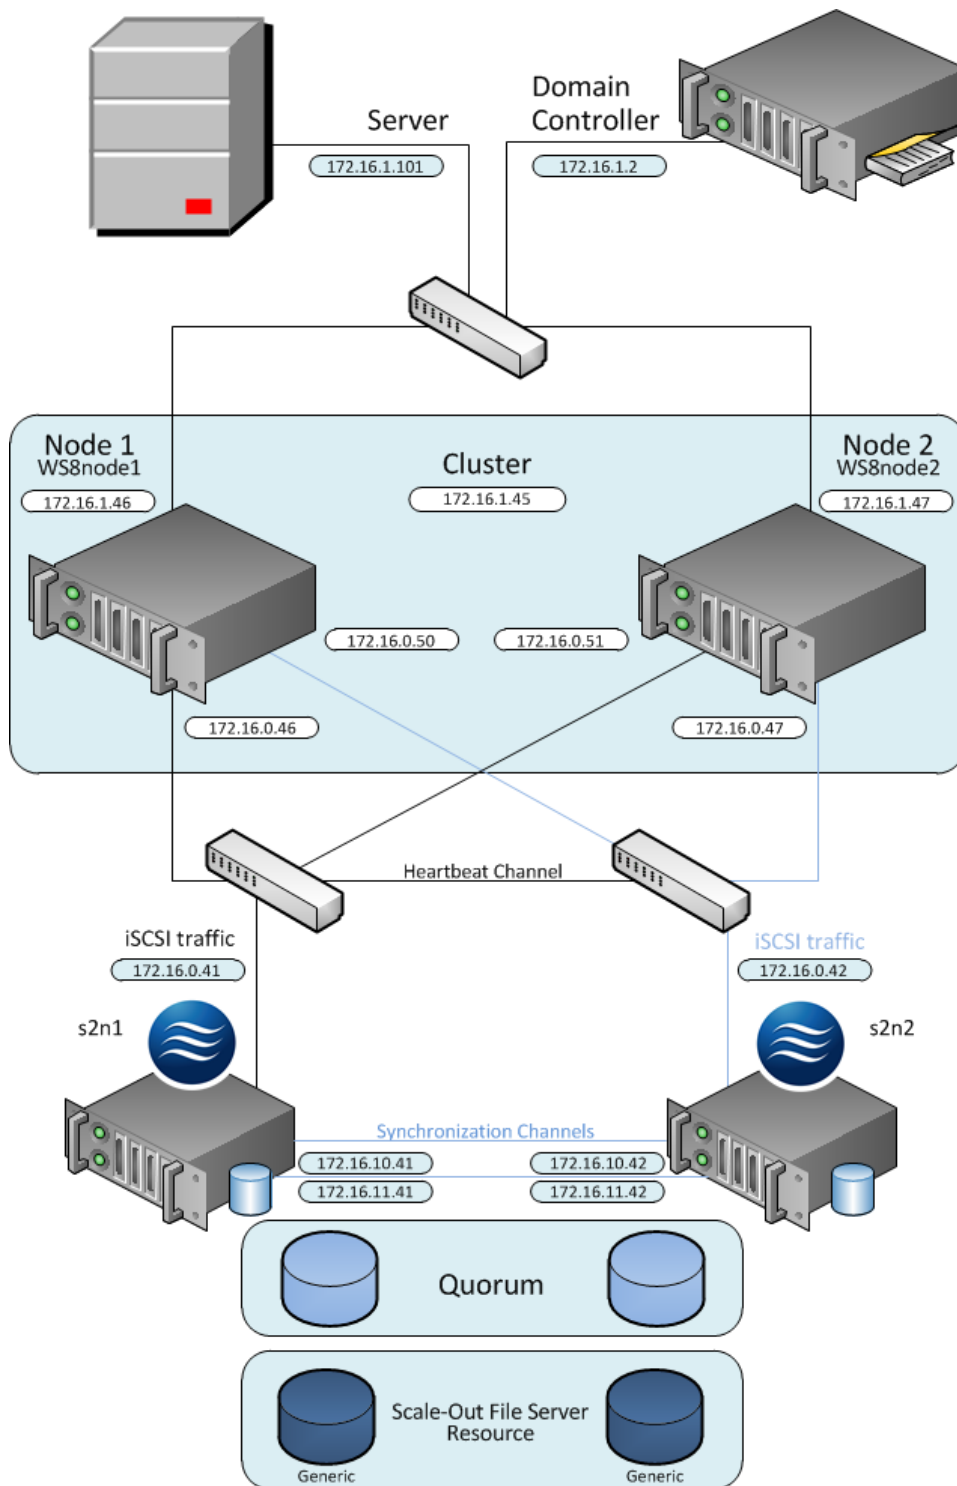 Server
172.16.1.101
Domain
Controller
172.16.1.2
Node 1
WS8node1
172.16.1.46
Cluster
172.16.1.45
Node 2
WS8node2
172.16.1.47
172.16.0.50
172.16.0.51
172.16.0.46
172.16.0.47
Heartbeat Channel
iSCSI traffic
172.16.0.41
iSCSI traffic
172.16.0.42
s2n1
s2n2
Synchronization Channels
172.16.10.41
172.16.10.42
172.16.11.41
172.16.11.42
Quorum
Scale-Out File Server
Resource
Generic
Generic